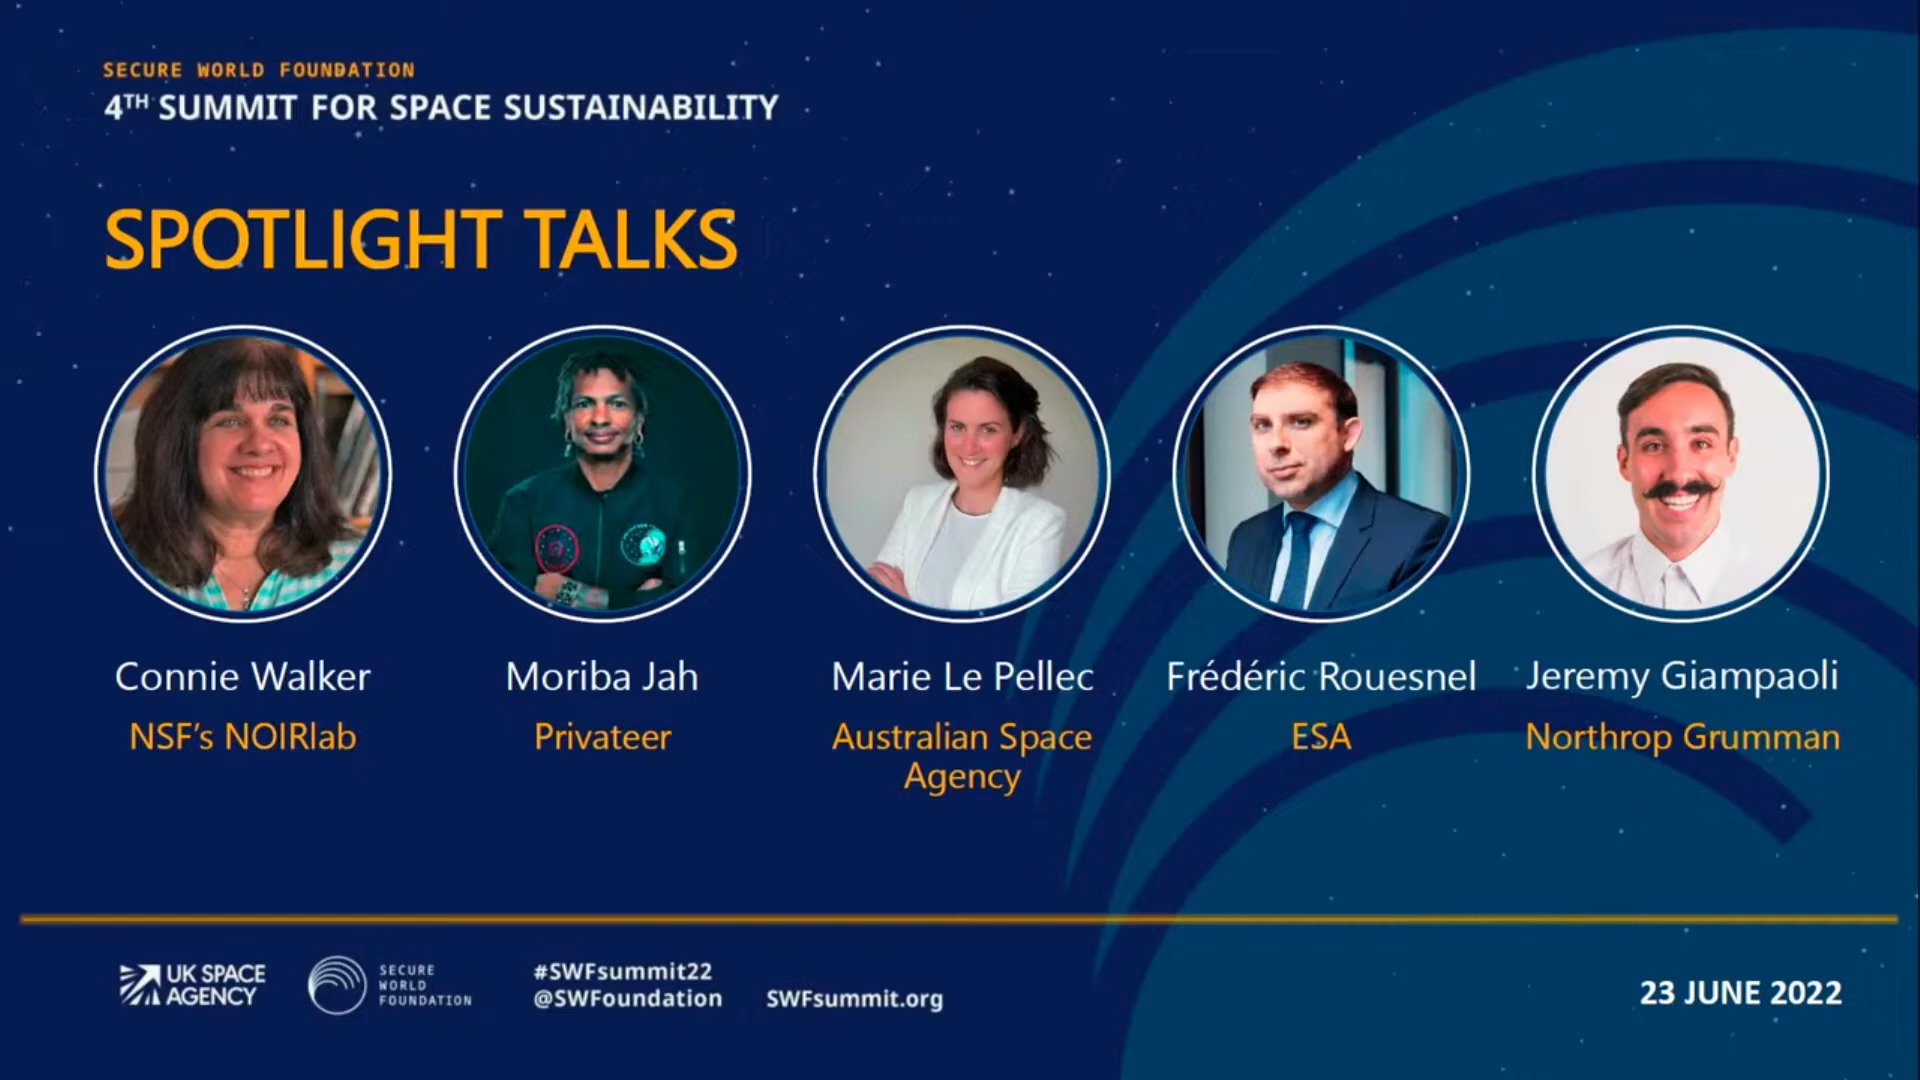 SECURE WORLD FOUNDATION
4TH SUMMIT FOR SPACE SUSTAINABILITY
SPOTLIGHT TALKS
Connie Walker
NSF's NOIRlab
Moriba Jah
Privateer
Marie Le Pellec
Australian Space
Agency
Frédéric Rouesnel
ESA
Jeremy Giampaoli
Northrop Grumman
UK SPACE
AGENCY
SECURE
WORLD
FOUNDATION
#SWFsummit22
@SWFoundation
SWFsummit.org
23 JUNE 2022